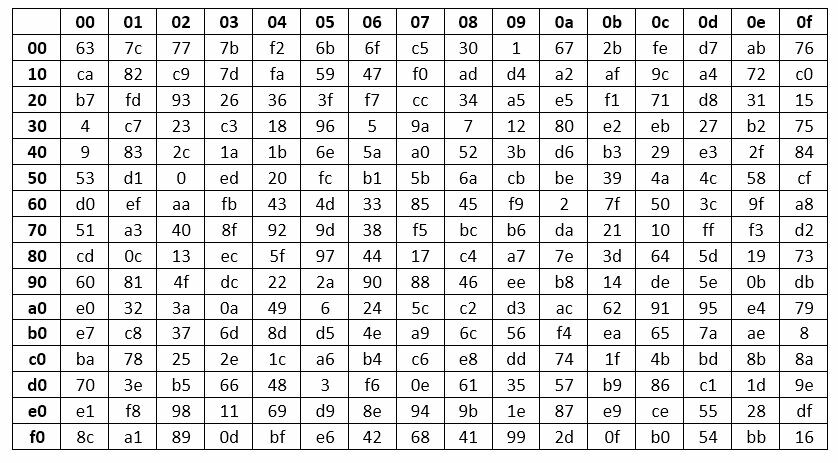 00 01 02 03 04 05 06 07 08 09 0a 0b 0c 0d 0e 0f
00 63 7c 77 7b f2 6b 6f c5 30 1 67 2b fe d7 ab 76
10 ca 82 c9 7d fa 59 47 f0 ad d4 a2 af 9c a4 72 c0
20 b7 fd 93 26 36 3f f7 cc 34 a5 e5 f1 71 d8 31 15
30 4 c7 23 c3 18 96 5 9a 7 12 80 e2 eb 27 b2 75
40 9 83 2c 1a 1b 6e 5a a0 52 3b d6 b3 29 e3 2f 84
50 53 d1 0 ed 20 fc b1 5b 6a cb be 39 4a 4c 58 cf
60 d0 ef aa fb 43 4d 33 85 45 f9 2 7f 50 3c 9f a8
70 51 a3 40 8f 92 9d 38 f5 bc b6 da 21 10 ff f3 d2
80 cd 0c 13 ec 5f 97 44 17 c4 a7 7e 3d 64 5d 19 73
90 60 81 4f dc 22 2a 90 88 46 ee b8 14 de 5e 0b db
a0 e0 32 3a 0a 49 6 24 5c c2 d3 ac 62 91 95 e4 79
b0 e7 c8 37 6d 8d d5 4e a9 6c 56 f4 ea 65 7a ae 8
c0 ba 78 25 2e 1c a6 b4 c6 e8 dd 74 1f 4b bd 8b 8a
d0 70 3e b5 66 48 3 f6 0e 61 35 57 b9 86 c1 1d 9e
e0 e1 f8 98 11 69 d9 8e 94 9b 1e 87 e9 ce 55 28 df
f0 8c a1 89 0d bf e6 42 68 41 99 2d 0f b0 54 bb 16